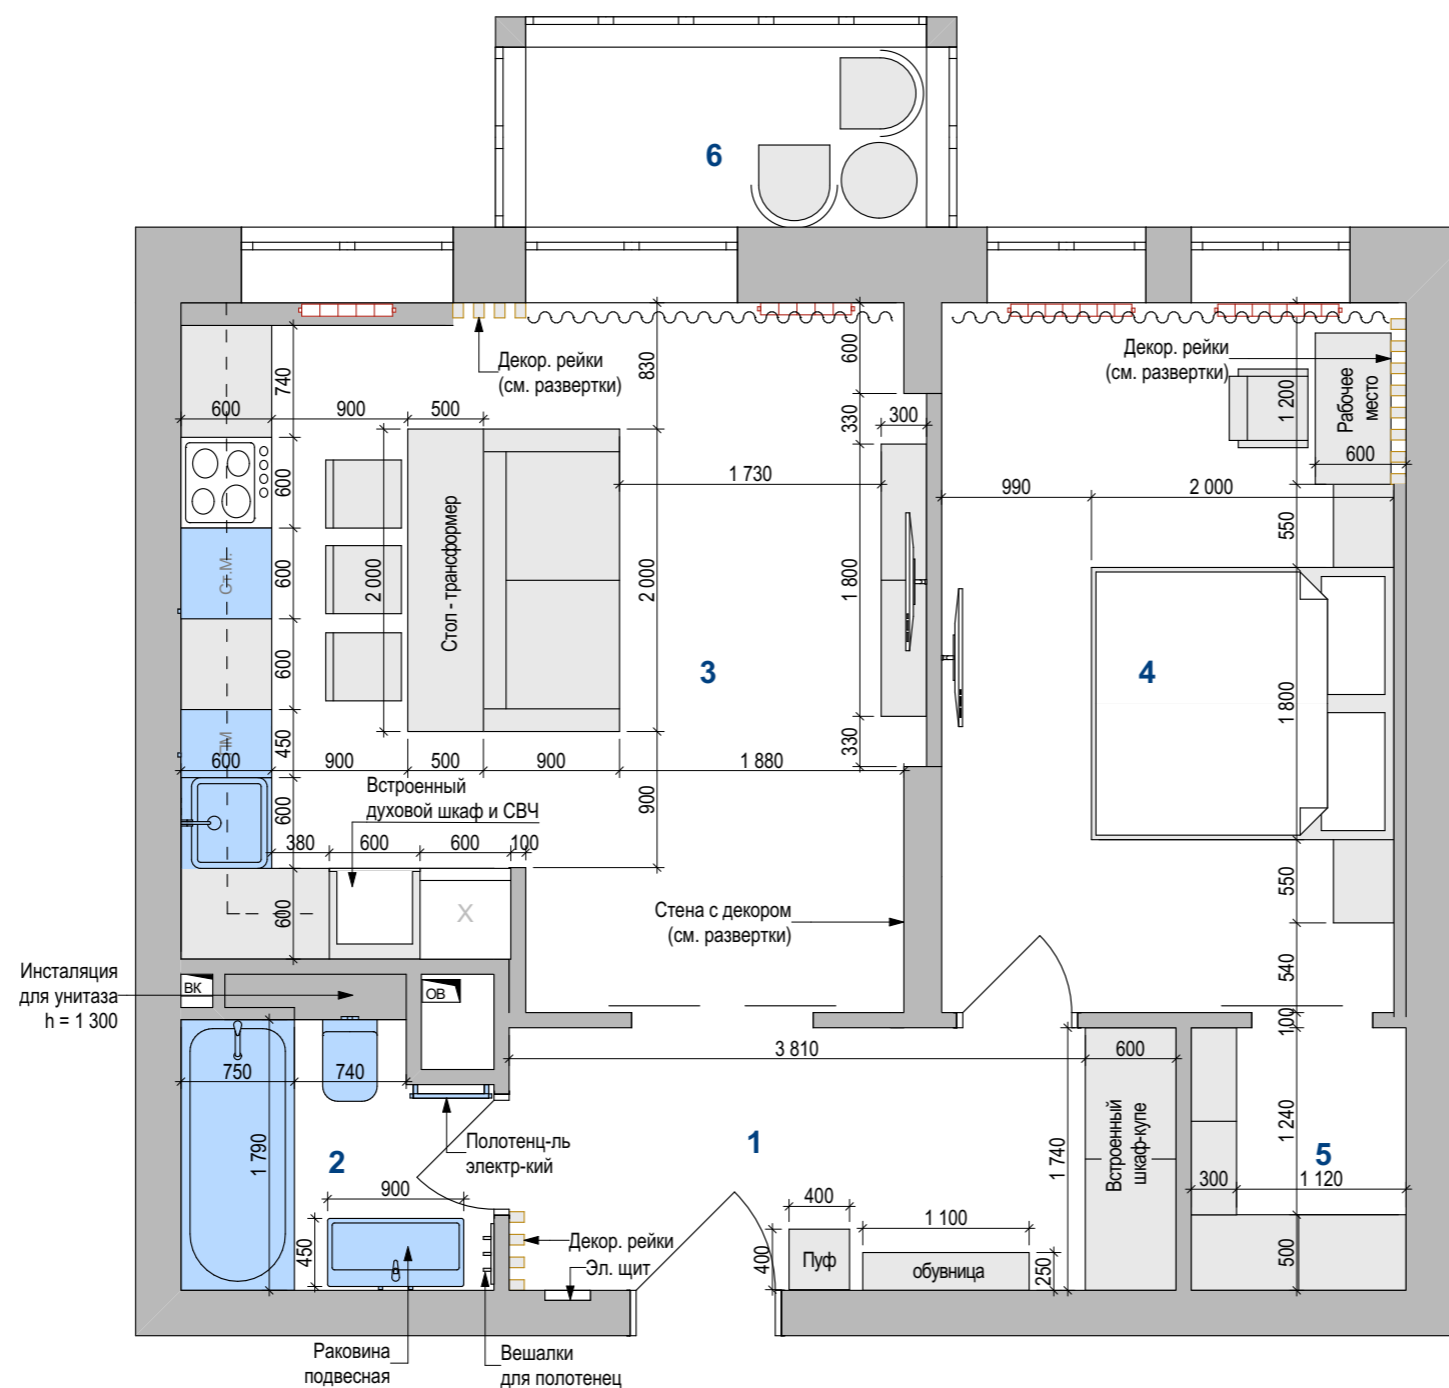 6
Декор. рейки
(см. развертки)
Декор. рейки
(см. развертки)
Рабочее
место
600
900
500
740
830
600
330
300
1 200
600
1 730
990
2 000
550
600
Ст.М.
600
2 000
Стол - трансформер
2 000
1 800
3
4
1 800
600
ПМ
450
600
900
500
900
1 880
330
Встроенный
духовой шкаф и СВЧ
600
900
380
600
600
100
550
600
X
Стена с декором
(см. развертки)
540
Инсталяция
для унитаза
h = 1 300
ВК
ОВ
100
3 810
600
750
740
1 790
2
Полотенц-ль
электр-кий
1
1 740
Встроенный
шкаф-купе
1 240
5
300
1 120
900
450
400
400
Пуф
1 100
обувница
250
500
Декор. рейки
Эл. щит
Раковина
подвесная
Вешалки
для полотенец